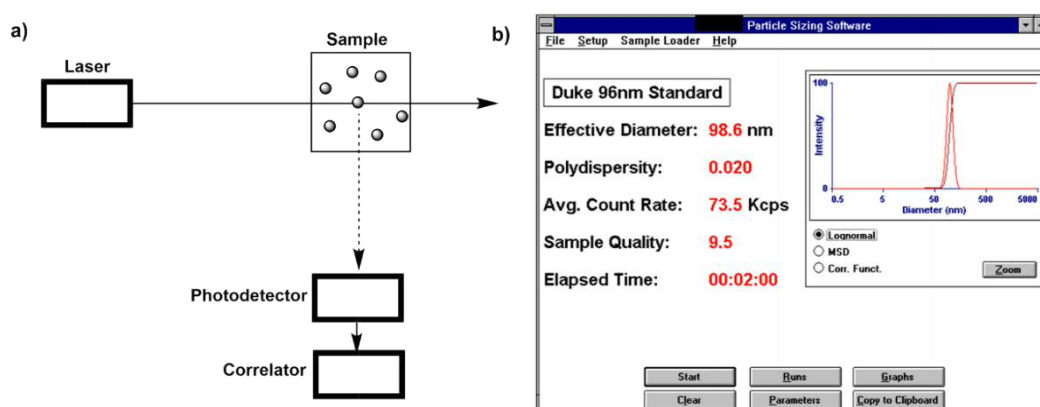 a)
Laser
Sample
Photodetector
Correlator
b)
Particle Sizing Software
File Setup Sample Loader Help
Duke 96nm Standard
Effective Diameter: 98.6 nm
Polydispersity: 0.020
Avg. Count Rate: 73.5 Kcps
Sample Quality: 9.5
Elapsed Time: 00:02:00
100
Intensity
0
0.5 5 50 500 5000
Diameter (nm)
Lognormal
MSD
Corr. Funct.
Zoom
Start Runs Graphs
Clear Parameters Copy to Clipboard